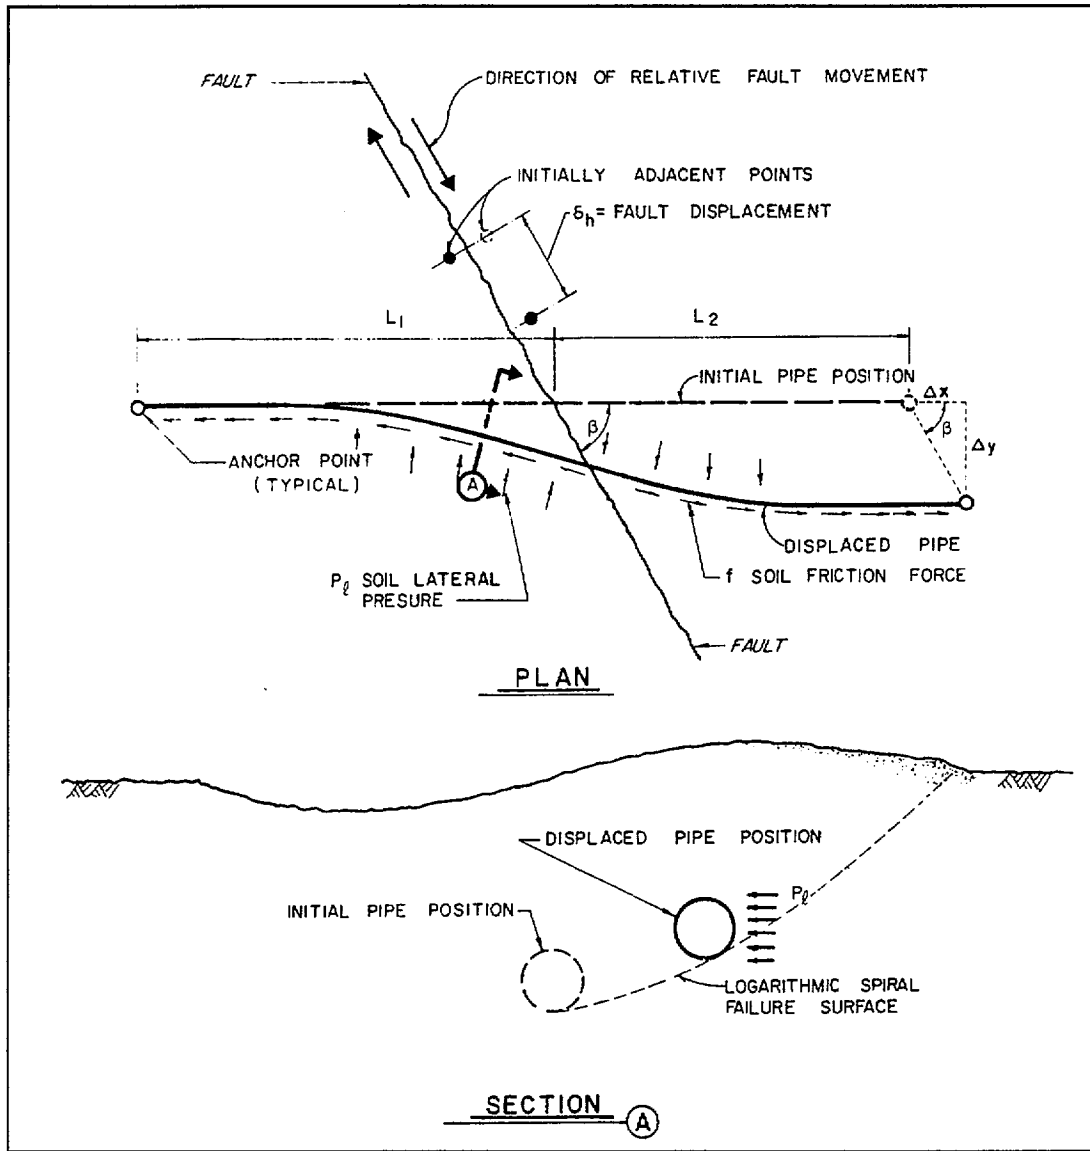 FAULT
DIRECTION OF RELATIVE FAULT MOVEMENT
INITIALLY ADJACENT POINTS
δh = FAULT DISPLACEMENT
L1
L2
INITIAL PIPE POSITION
Δx
β
β
Δy
ANCHOR POINT
(TYPICAL)
A
DISPLACED PIPE
f SOIL FRICTION FORCE
Pℓ SOIL LATERAL
PRESURE
FAULT
PLAN
DISPLACED PIPE POSITION
Pℓ
INITIAL PIPE POSITION
LOGARITHMIC SPIRAL
FAILURE SURFACE
SECTION A